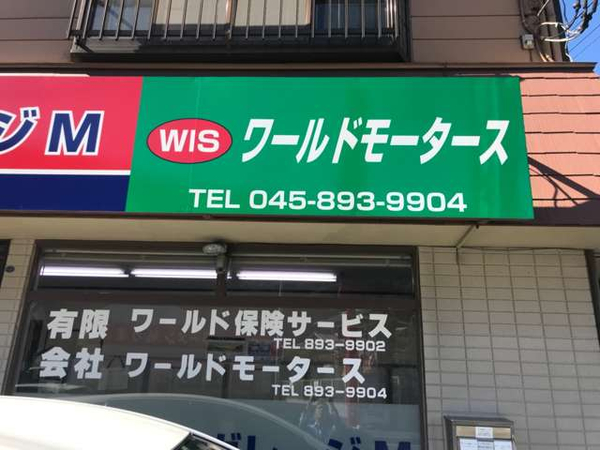 ジM
WIS ワールドモータース
TEL 045-893-9904
有限 ワールド保険サービス
TEL 893-9902
会社 ワールドモータース
TEL 893-9904